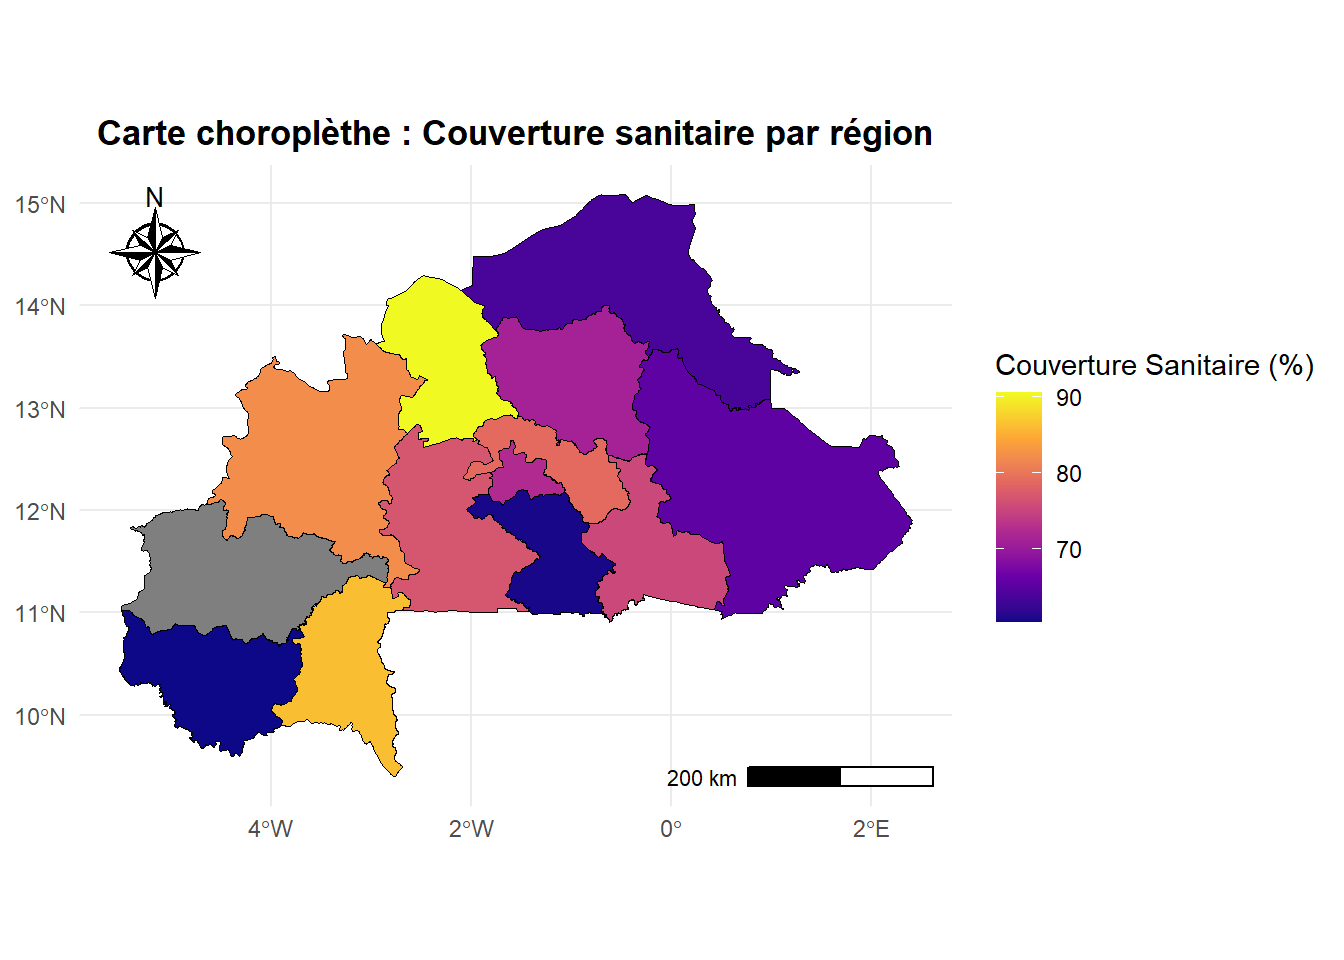 Carte choroplèthe : Couverture sanitaire par région
N
15°N
14°N
13°N
12°N
11°N
10°N
200 km
4°W
2°W
0°
2°E
Couverture Sanitaire (%)
90
80
70